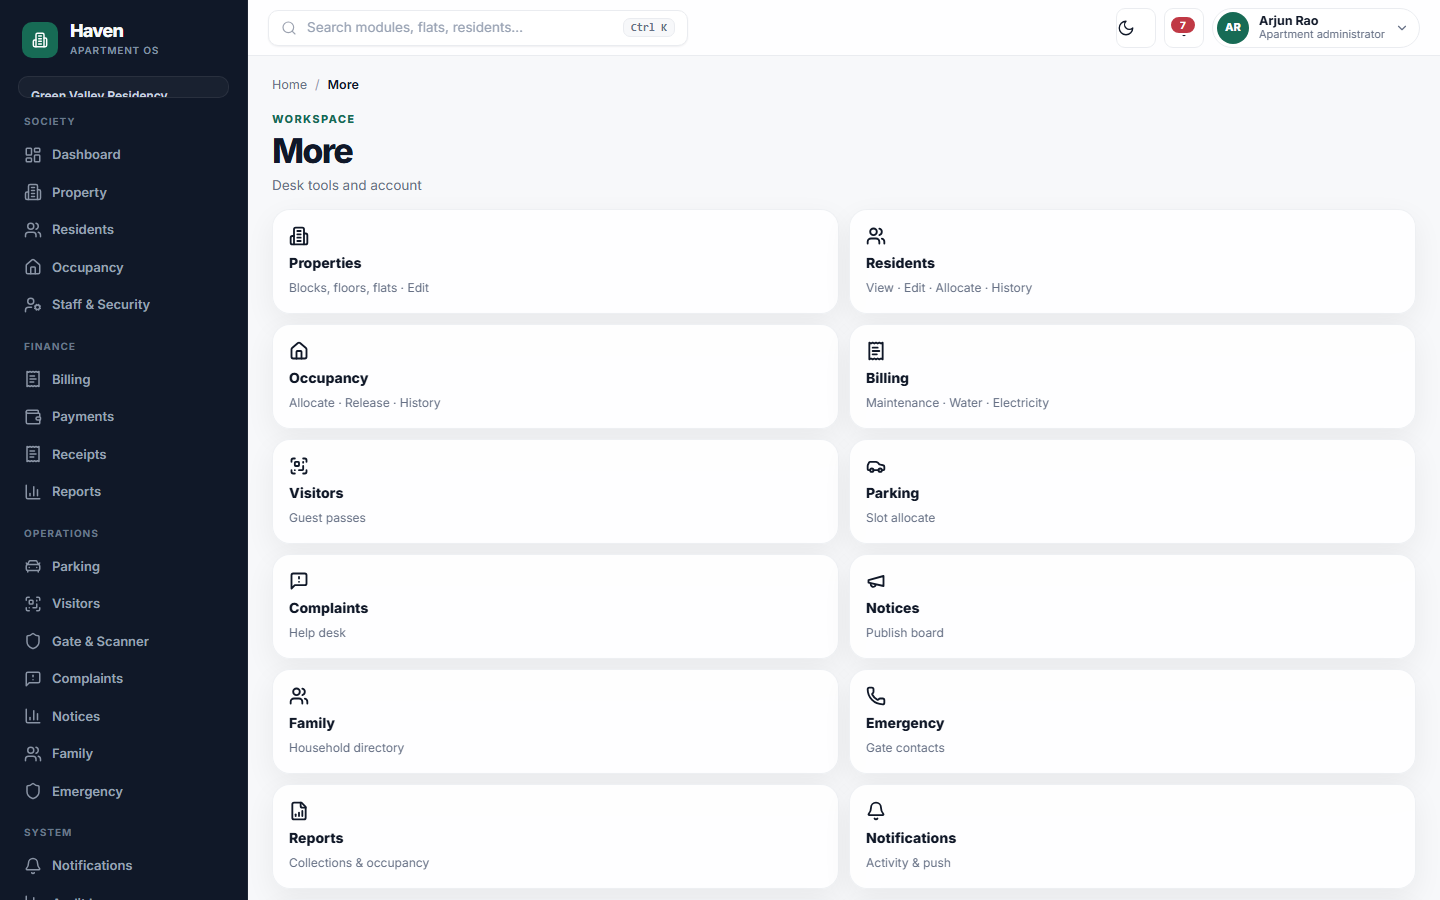 Haven
APARTMENT OS
Green Valley Residency
SOCIETY
Dashboard
Property
Residents
Occupancy
Staff & Security
FINANCE
Billing
Payments
Receipts
Reports
OPERATIONS
Parking
Visitors
Gate & Scanner
Complaints
Notices
Family
Emergency
SYSTEM
Notifications
Search modules, flats, residents...
Ctrl K
7
AR
Arjun Rao
Apartment administrator
Home / More
WORKSPACE
More
Desk tools and account
Properties
Blocks, floors, flats · Edit
Residents
View · Edit · Allocate · History
Occupancy
Allocate · Release · History
Billing
Maintenance · Water · Electricity
Visitors
Guest passes
Parking
Slot allocate
Complaints
Help desk
Notices
Publish board
Family
Household directory
Emergency
Gate contacts
Reports
Collections & occupancy
Notifications
Activity & push